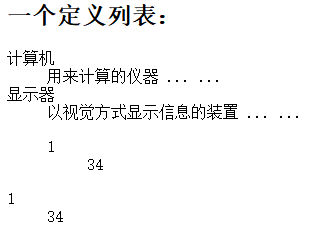 一个定义列表：
计算机
用来计算的仪器 ... ...
显示器
以视觉方式显示信息的装置 ... ...
1
34
1
34